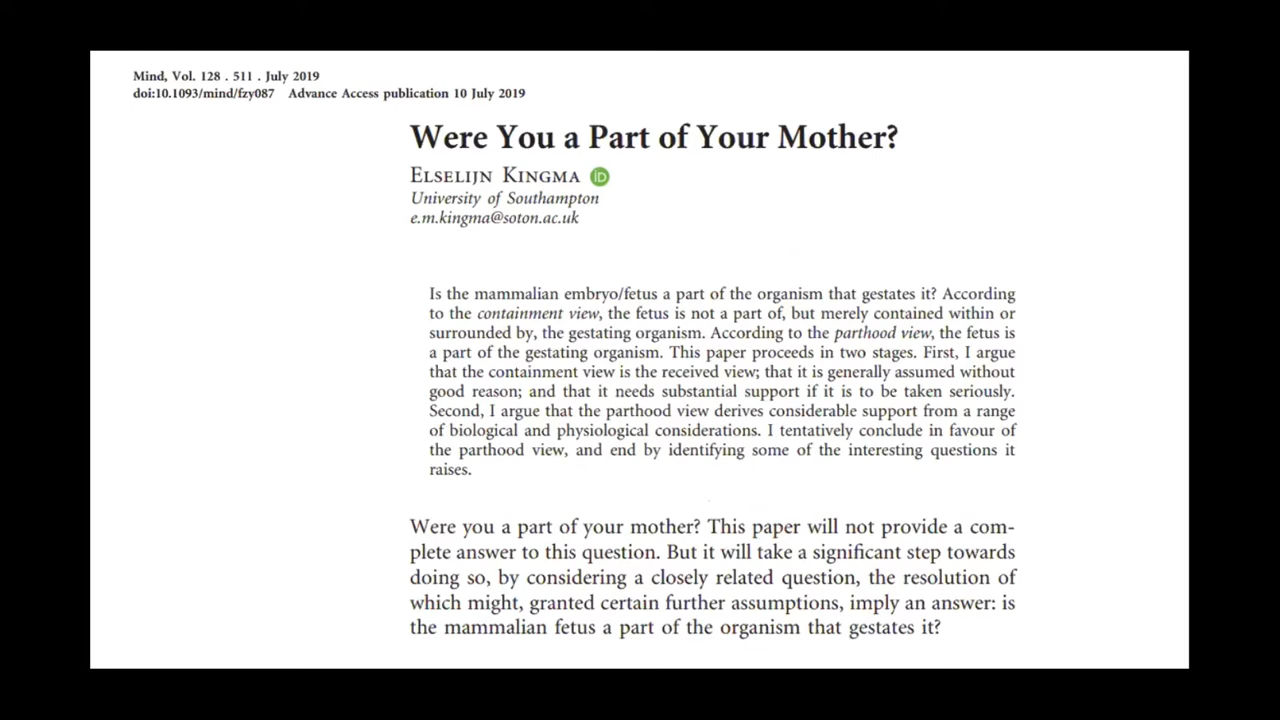 Mind, Vol. 128 . 511 . July 2019
doi:10.1093/mind/fzy087 Advance Access publication 10 July 2019
Were You a Part of Your Mother?
Elselijn Kingma iD
University of Southampton
e.m.kingma@soton.ac.uk
Is the mammalian embryo/fetus a part of the organism that gestates it? According
to the containment view, the fetus is not a part of, but merely contained within or
surrounded by, the gestating organism. According to the parthood view, the fetus is
a part of the gestating organism. This paper proceeds in two stages. First, I argue
that the containment view is the received view; that it is generally assumed without
good reason; and that it needs substantial support if it is to be taken seriously.
Second, I argue that the parthood view derives considerable support from a range
of biological and physiological considerations. I tentatively conclude in favour of
the parthood view, and end by identifying some of the interesting questions it
raises.
Were you a part of your mother? This paper will not provide a com-
plete answer to this question. But it will take a significant step towards
doing so, by considering a closely related question, the resolution of
which might, granted certain further assumptions, imply an answer: is
the mammalian fetus a part of the organism that gestates it?